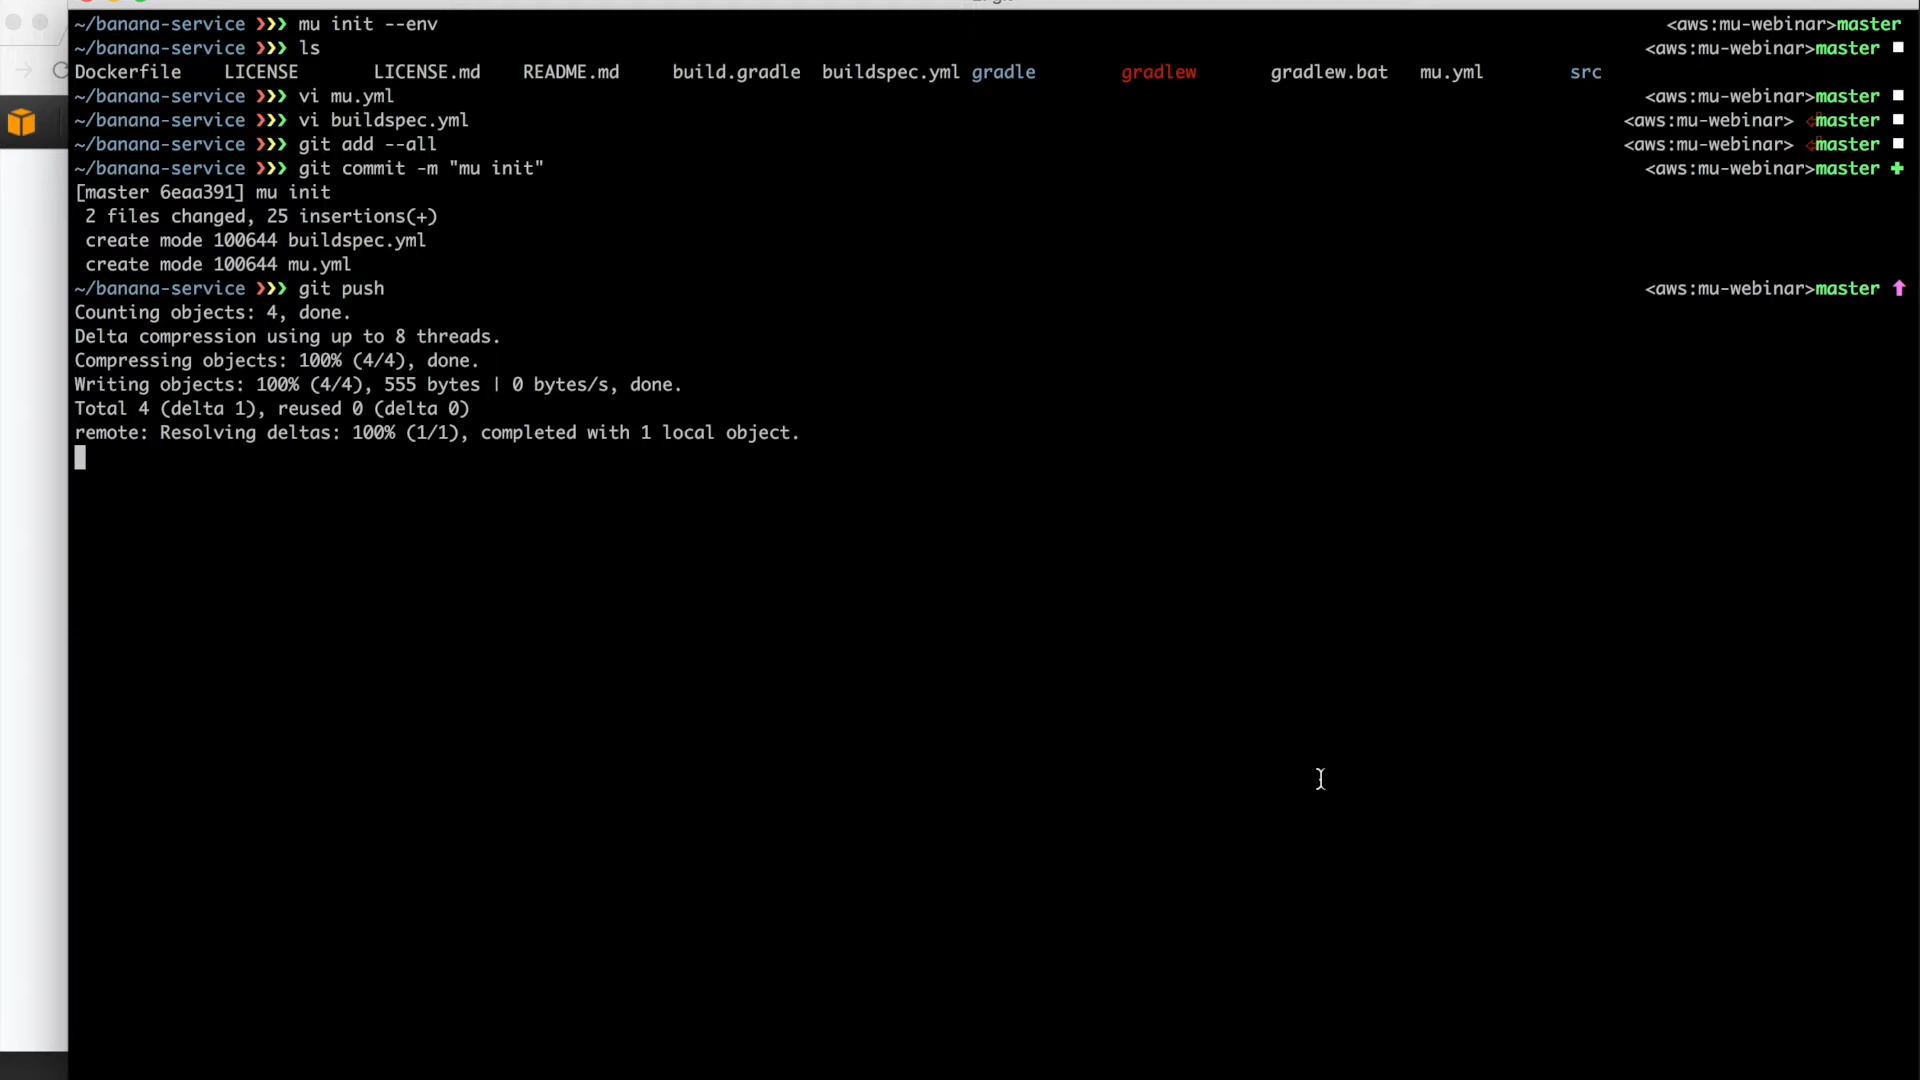 ~/banana-service ❯❯❯ mu init --env <aws:mu-webinar>master
~/banana-service ❯❯❯ ls <aws:mu-webinar>master
Dockerfile LICENSE LICENSE.md README.md build.gradle buildspec.yml gradle gradlew gradlew.bat mu.yml src
~/banana-service ❯❯❯ vi mu.yml <aws:mu-webinar>master
~/banana-service ❯❯❯ vi buildspec.yml <aws:mu-webinar> master
~/banana-service ❯❯❯ git add --all <aws:mu-webinar> master
~/banana-service ❯❯❯ git commit -m "mu init" <aws:mu-webinar>master
[master 6eaa391] mu init
2 files changed, 25 insertions(+)
create mode 100644 buildspec.yml
create mode 100644 mu.yml
~/banana-service ❯❯❯ git push <aws:mu-webinar>master
Counting objects: 4, done.
Delta compression using up to 8 threads.
Compressing objects: 100% (4/4), done.
Writing objects: 100% (4/4), 555 bytes | 0 bytes/s, done.
Total 4 (delta 1), reused 0 (delta 0)
remote: Resolving deltas: 100% (1/1), completed with 1 local object.